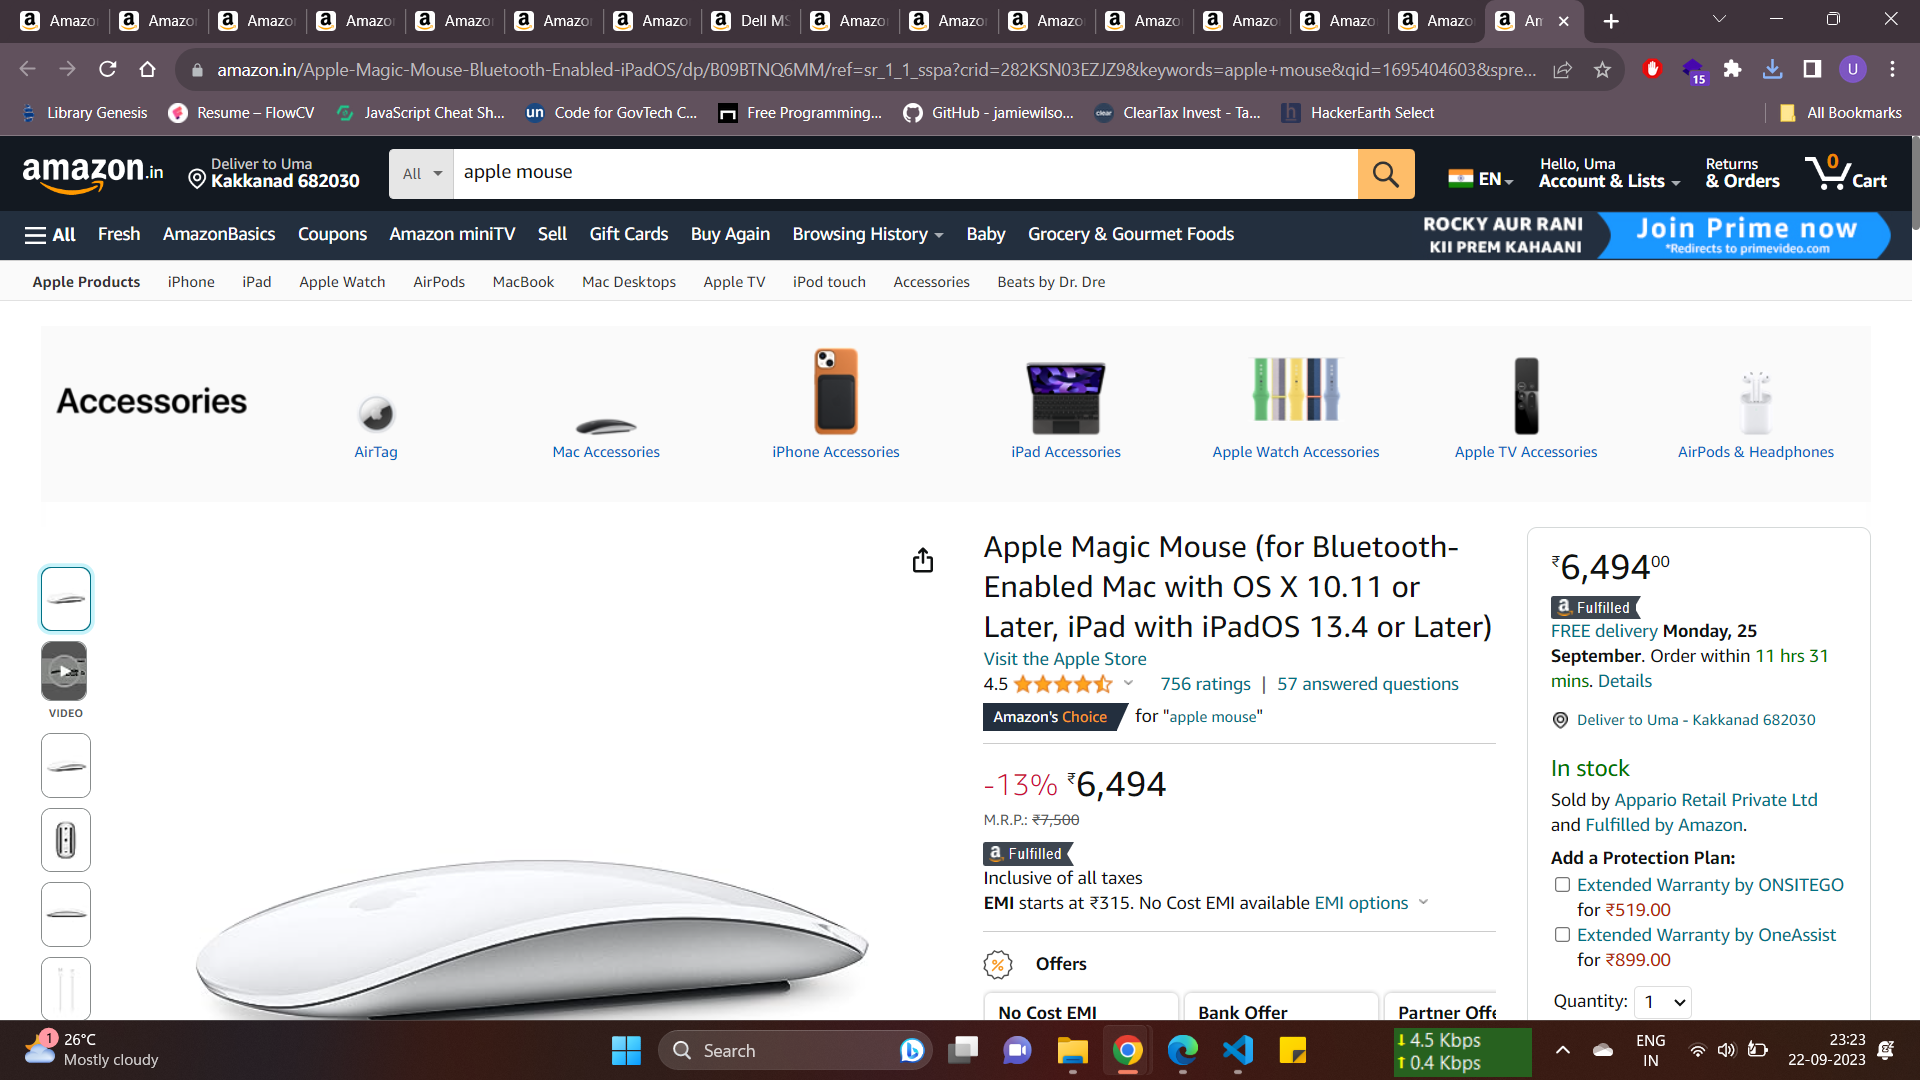 Amazo
Amazo
Amazo
Amazo
Amazo
Amazo
Amazo
Dell MS
Amazo
Amazo
Amazo
Amazo
Amazo
Amazo
Amazo
Am
amazon.in/Apple-Magic-Mouse-Bluetooth-Enabled-iPadOS/dp/B09BTNQ6MM/ref=sr_1_1_sspa?crid=282KSN03EZJZ9&keywords=apple+mouse&qid=1695404603&spre...
15
U
Library Genesis
Resume – FlowCV
JavaScript Cheat Sh...
un Code for GovTech C...
Free Programming...
GitHub - jamiewilso...
clear ClearTax Invest - Ta...
h HackerEarth Select
All Bookmarks
amazon.in
Deliver to Uma
Kakkanad 682030
All
apple mouse
EN
Hello, Uma
Account & Lists
Returns
& Orders
0
Cart
All
Fresh
AmazonBasics
Coupons
Amazon miniTV
Sell
Gift Cards
Buy Again
Browsing History
Baby
Grocery & Gourmet Foods
ROCKY AUR RANI
KII PREM KAHAANI
Join Prime now
*Redirects to primevideo.com
Apple Products
iPhone
iPad
Apple Watch
AirPods
MacBook
Mac Desktops
Apple TV
iPod touch
Accessories
Beats by Dr. Dre
Accessories
AirTag
Mac Accessories
iPhone Accessories
iPad Accessories
Apple Watch Accessories
Apple TV Accessories
AirPods & Headphones
VIDEO
Apple Magic Mouse (for Bluetooth-
Enabled Mac with OS X 10.11 or
Later, iPad with iPadOS 13.4 or Later)
Visit the Apple Store
4.5
756 ratings | 57 answered questions
Amazon's Choice for "apple mouse"
-13% ₹6,494
M.R.P.: ₹7,500
a Fulfilled
Inclusive of all taxes
EMI starts at ₹315. No Cost EMI available EMI options
% Offers
No Cost EMI
Bank Offer
Partner Offe
₹6,49400
a Fulfilled
FREE delivery Monday, 25
September. Order within 11 hrs 31
mins. Details
Deliver to Uma - Kakkanad 682030
In stock
Sold by Appario Retail Private Ltd
and Fulfilled by Amazon.
Add a Protection Plan:
Extended Warranty by ONSITEGO
for ₹519.00
Extended Warranty by OneAssist
for ₹899.00
Quantity: 1
1
26°C
Mostly cloudy
Search
4.5 Kbps
0.4 Kbps
ENG
IN
23:23
22-09-2023